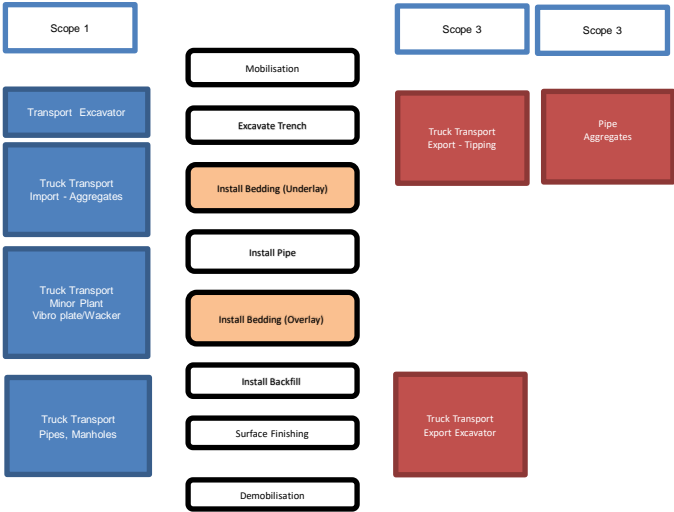 Scope 1
Transport Excavator
Truck Transport
Import - Aggregates
Truck Transport
Minor Plant
Vibro plate/Wacker
Truck Transport
Pipes, Manholes
Mobilisation
Excavate Trench
Install Bedding (Underlay)
Install Pipe
Install Bedding (Overlay)
Install Backfill
Surface Finishing
Demobilisation
Scope 3
Truck Transport
Export - Tipping
Truck Transport
Export Excavator
Scope 3
Pipe
Aggregates